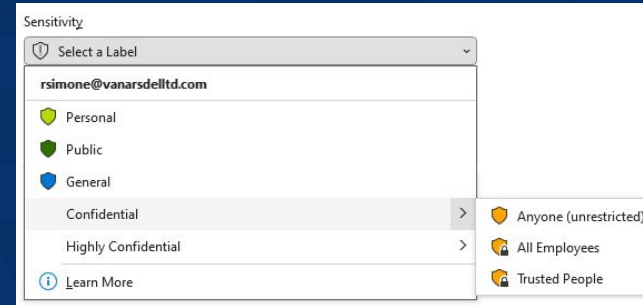 Sensitivity
Select a Label
rsimone@vanarsdelltd.com
Personal
Public
General
Confidential
Highly Confidential
Learn More
Anyone (unrestricted)
All Employees
Trusted People